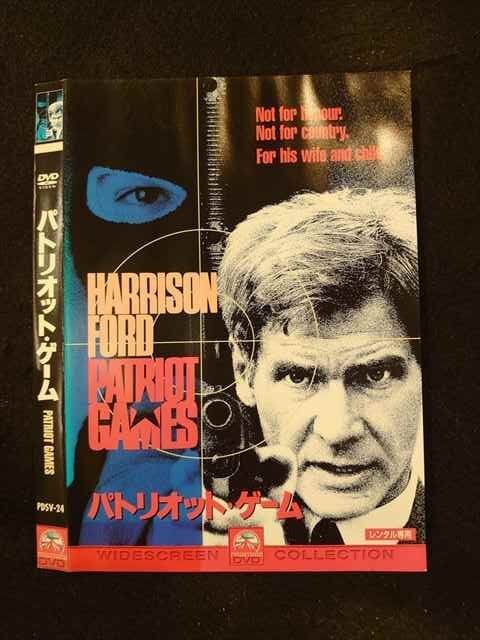 DVD
VIDEO
パトリオット・ゲーム
PATRIOT GAMES
PDSV-24
DVD
Not for honour.
Not for country.
For his wife and child.
HARRISON
FORD
PATRIOT
GAMES
パトリオット・ゲーム
レンタル専用
WIDESCREEN
DVD
COLLECTION